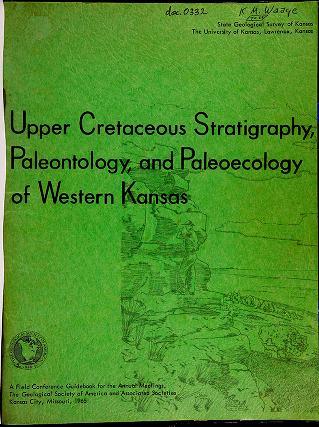 doc. 0332
K M. Waage
State Geological Survey of Kansas
The University of Kansas, Lawrence, Kansas
Upper Cretaceous Stratigraphy,
Paleontology, and Paleoecology
of Western Kansas
A Field Conference Guidebook for the Annual Meetings,
The Geological Society of America and Associated Societies
Kansas City, Missouri, 1965